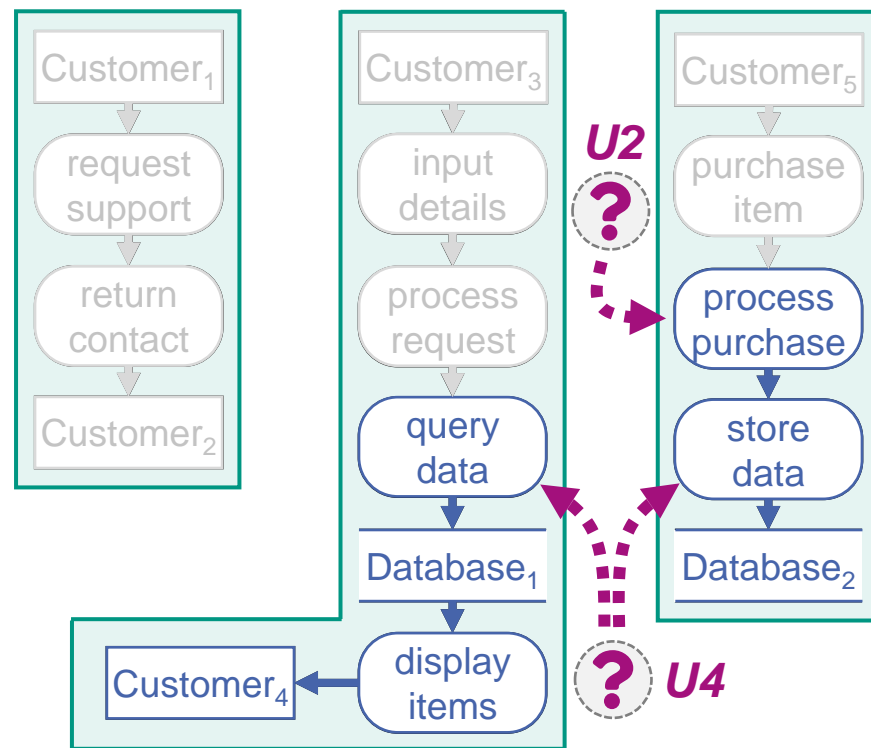 Customer₁
request
support
return
contact
Customer₂
Customer₃
input
details
process
request
query
data
Database₁
display
items
Customer₄
U2
?
Customer₅
purchase
item
process
purchase
store
data
Database₂
?
U4